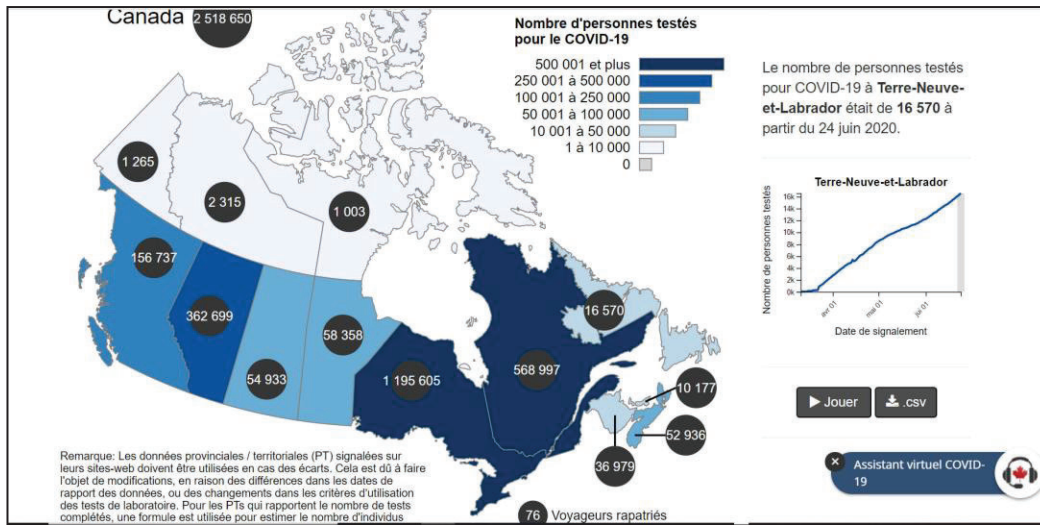 Canada
2 518 650
Nombre d'personnes testés
pour le COVID-19
500 001 et plus
250 001 à 500 000
100 001 à 250 000
50 001 à 100 000
10 001 à 50 000
1 à 10 000
0
1 265
2 315
1 003
156 737
362 699
54 933
58 358
1 195 605
568 997
16 570
10 177
52 936
36 979
76 Voyageurs rapatriés
Remarque: Les données provinciales / territoriales (PT) signalées sur
leurs sites-web doivent être utilisées en cas des écarts. Cela est dû à faire
l'objet de modifications, en raison des différences dans les dates de
rapport des données, ou des changements dans les critères d'utilisation
des tests de laboratoire. Pour les PTs qui rapportent le nombre de tests
complétés, une formule est utilisée pour estimer le nombre d'individus
Le nombre de personnes testés
pour COVID-19 à Terre-Neuve-
et-Labrador était de 16 570 à
partir du 24 juin 2020.
Terre-Neuve-et-Labrador
Nombre de personnes testés
16k
14k
12k
10k
8k
6k
4k
2k
0k
avr 01
mai 01
jui 01
Date de signalement
Jouer
.csv
Assistant virtuel COVID-
19